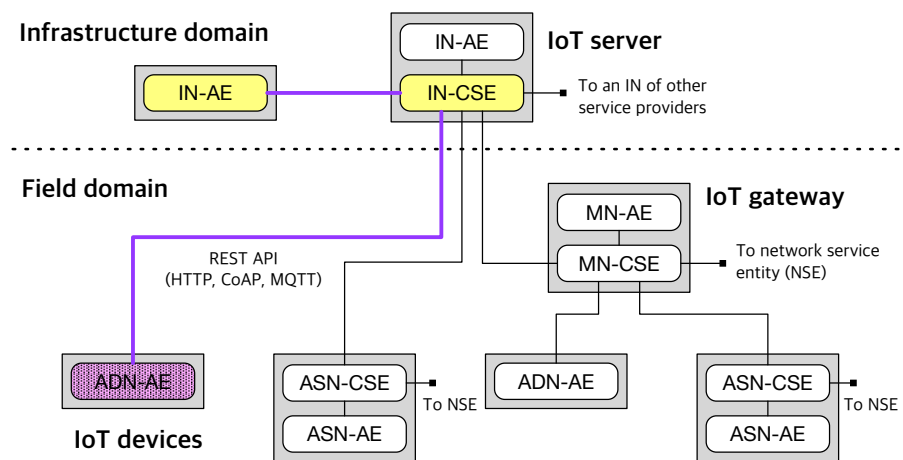 Infrastructure domain
IN-AE
IoT server
IN-AE
IN-CSE
To an IN of other
service providers
Field domain
IoT gateway
MN-AE
REST API
(HTTP, CoAP, MQTT)
MN-CSE
To network service
entity (NSE)
ADN-AE
ASN-CSE
ADN-AE
ASN-CSE
To NSE
To NSE
IoT devices
ASN-AE
ASN-AE